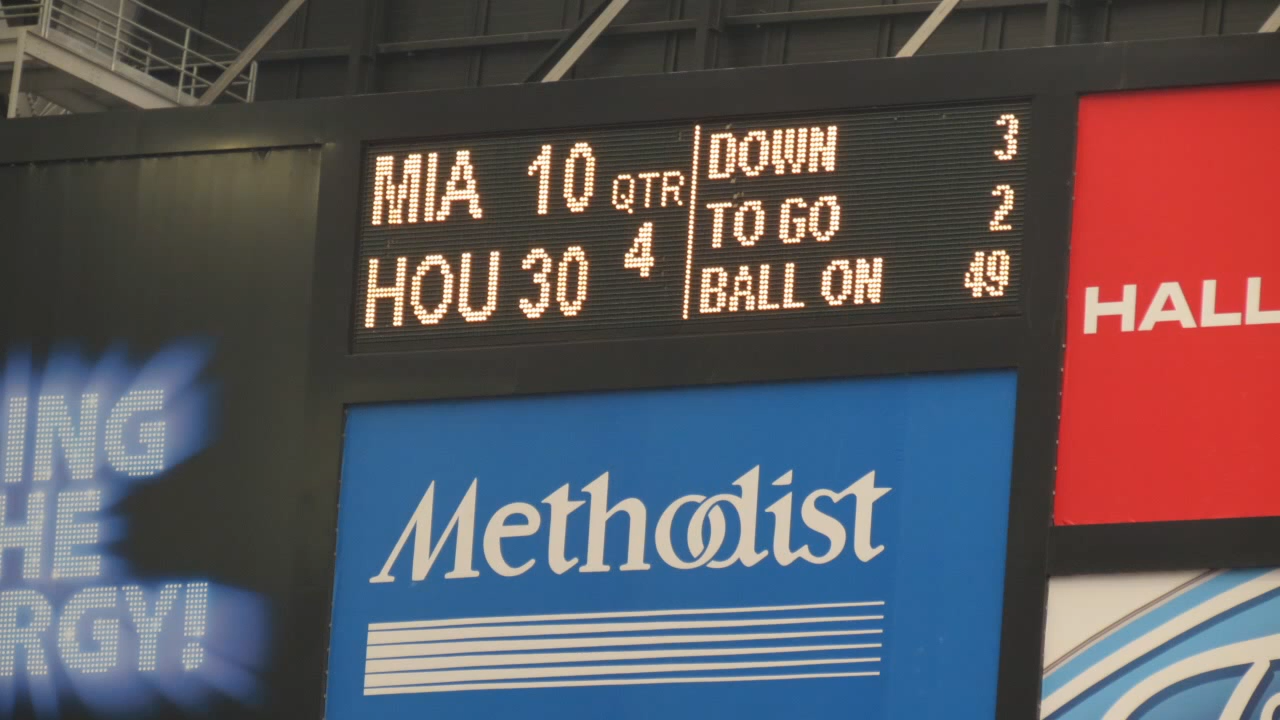 MIA 10 QTR
HOU 30 4
DOWN 3
TO GO 2
BALL ON 49
ING
HE
RGY!
Methodist
HALL